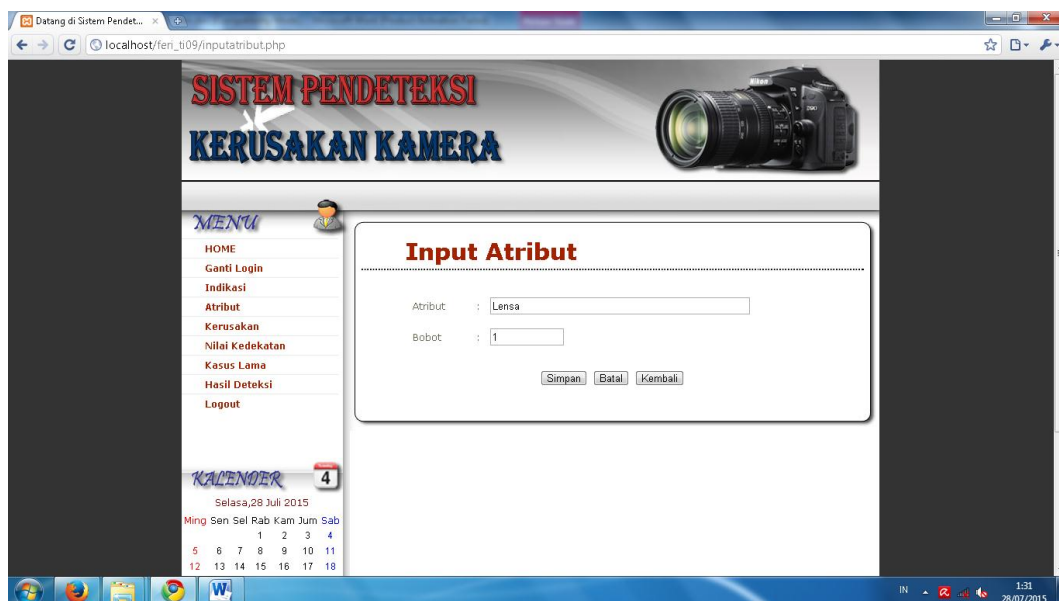 Datang di Sistem Pendet...
localhost/feri_ti09/inputatribut.php
SISTEM PENDETEKSI
KERUSAKAN KAMERA
Nikon
MENU
HOME
Ganti Login
Indikasi
Atribut
Kerusakan
Nilai Kedekatan
Kasus Lama
Hasil Deteksi
Logout
Input Atribut
Atribut : Lensa
Bobot : 1
Simpan Batal Kembali
KALENDER
4
Selasa,28 Juli 2015
Ming Sen Sel Rab Kam Jum Sab
1 2 3 4
5 6 7 8 9 10 11
12 13 14 15 16 17 18
IN
1:31
28/07/2015